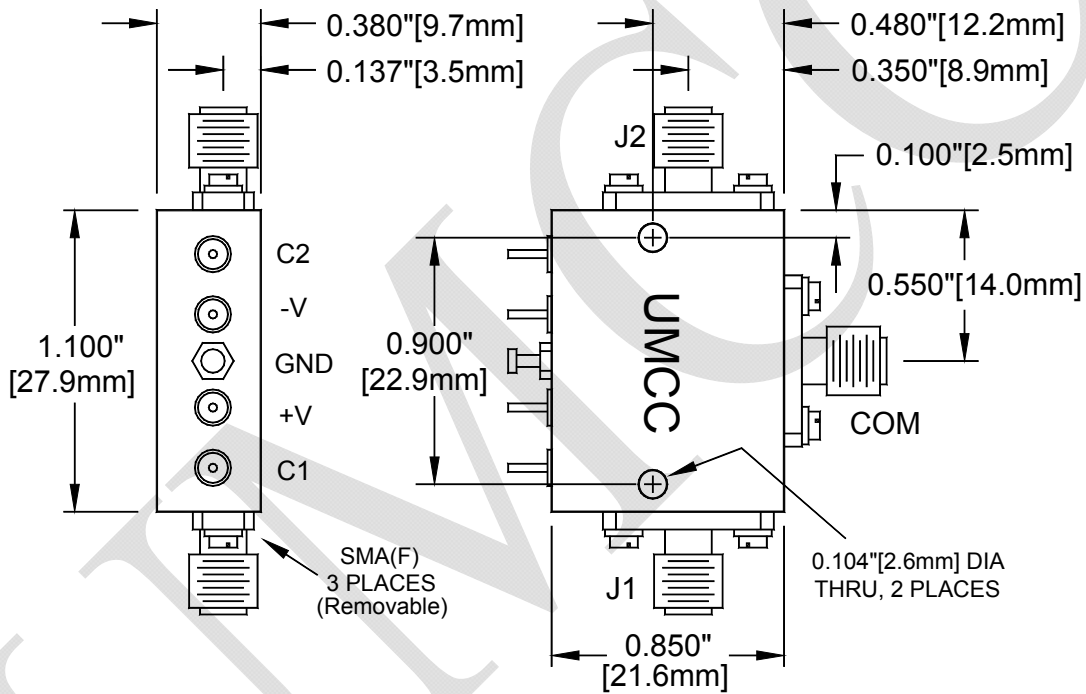 0.380"[9.7mm]
0.137"[3.5mm]
0.480"[12.2mm]
0.350"[8.9mm]
J2
0.100"[2.5mm]
C2
-V
GND
+V
C1
1.100"
[27.9mm]
0.900"
[22.9mm]
UMCC
0.550"[14.0mm]
COM
SMA(F)
3 PLACES
(Removable)
J1
0.104"[2.6mm] DIA
THRU, 2 PLACES
0.850"
[21.6mm]
UMCC